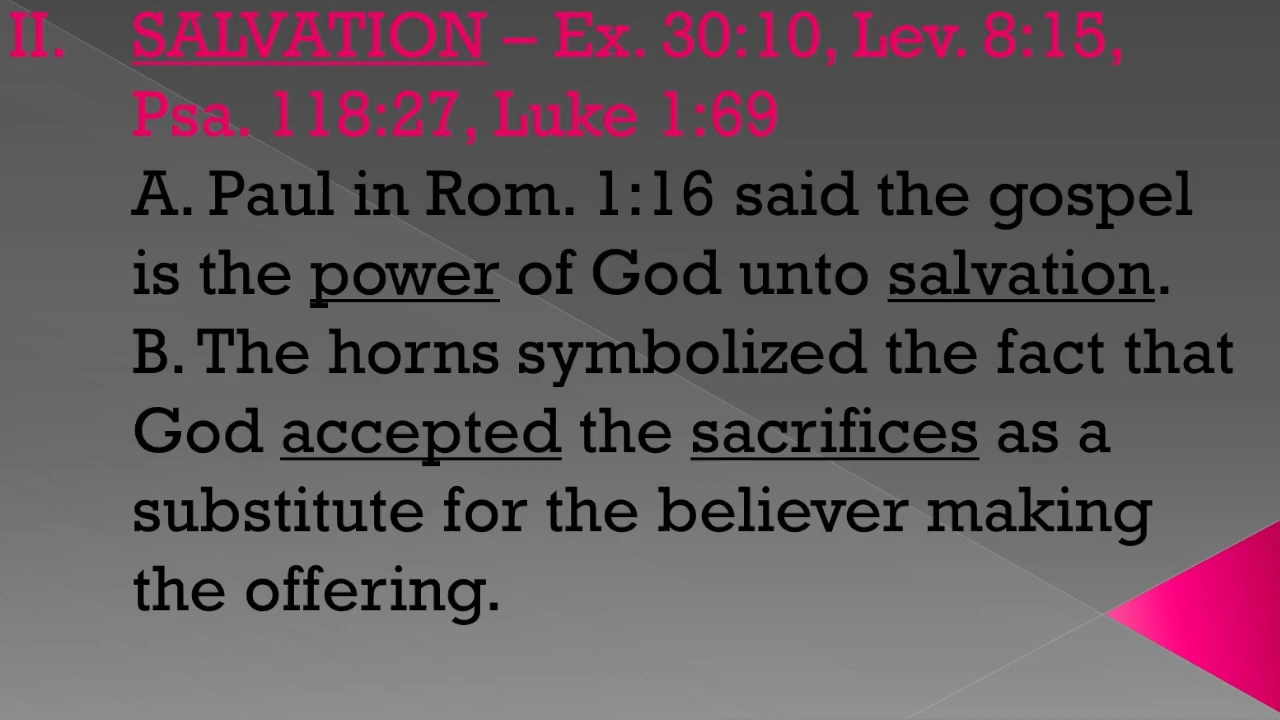 II. SALVATION – Ex. 30:10, Lev. 8:15,
Psa. 118:27, Luke 1:69
A. Paul in Rom. 1:16 said the gospel
is the power of God unto salvation.
B. The horns symbolized the fact that
God accepted the sacrifices as a
substitute for the believer making
the offering.